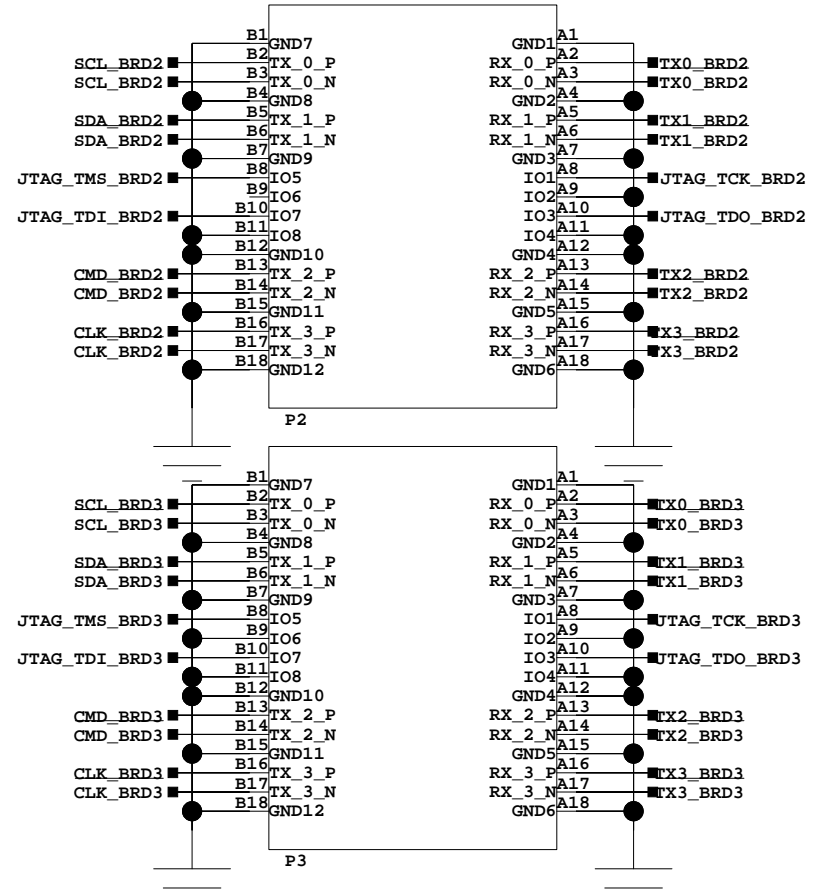 B1 GND7 GND1 A1
SCL_BRD2 B2 TX_0_P RX_0_P A2 TX0_BRD2
SCL_BRD2 B3 TX_0_N RX_0_N A3 TX0_BRD2
B4 GND8 GND2 A4
SDA_BRD2 B5 TX_1_P RX_1_P A5 TX1_BRD2
SDA_BRD2 B6 TX_1_N RX_1_N A6 TX1_BRD2
B7 GND9 GND3 A7
JTAG_TMS_BRD2 B8 IO5 IO1 A8 JTAG_TCK_BRD2
B9 IO6 IO2 A9
JTAG_TDI_BRD2 B10 IO7 IO3 A10 JTAG_TDO_BRD2
B11 IO8 IO4 A11
B12 GND10 GND4 A12
CMD_BRD2 B13 TX_2_P RX_2_P A13 TX2_BRD2
CMD_BRD2 B14 TX_2_N RX_2_N A14 TX2_BRD2
B15 GND11 GND5 A15
CLK_BRD2 B16 TX_3_P RX_3_P A16 TX3_BRD2
CLK_BRD2 B17 TX_3_N RX_3_N A17 TX3_BRD2
B18 GND12 GND6 A18
P2
B1 GND7 GND1 A1
SCL_BRD3 B2 TX_0_P RX_0_P A2 TX0_BRD3
SCL_BRD3 B3 TX_0_N RX_0_N A3 TX0_BRD3
B4 GND8 GND2 A4
SDA_BRD3 B5 TX_1_P RX_1_P A5 TX1_BRD3
SDA_BRD3 B6 TX_1_N RX_1_N A6 TX1_BRD3
B7 GND9 GND3 A7
JTAG_TMS_BRD3 B8 IO5 IO1 A8 JTAG_TCK_BRD3
B9 IO6 IO2 A9
JTAG_TDI_BRD3 B10 IO7 IO3 A10 JTAG_TDO_BRD3
B11 IO8 IO4 A11
B12 GND10 GND4 A12
CMD_BRD3 B13 TX_2_P RX_2_P A13 TX2_BRD3
CMD_BRD3 B14 TX_2_N RX_2_N A14 TX2_BRD3
B15 GND11 GND5 A15
CLK_BRD3 B16 TX_3_P RX_3_P A16 TX3_BRD3
CLK_BRD3 B17 TX_3_N RX_3_N A17 TX3_BRD3
B18 GND12 GND6 A18
P3